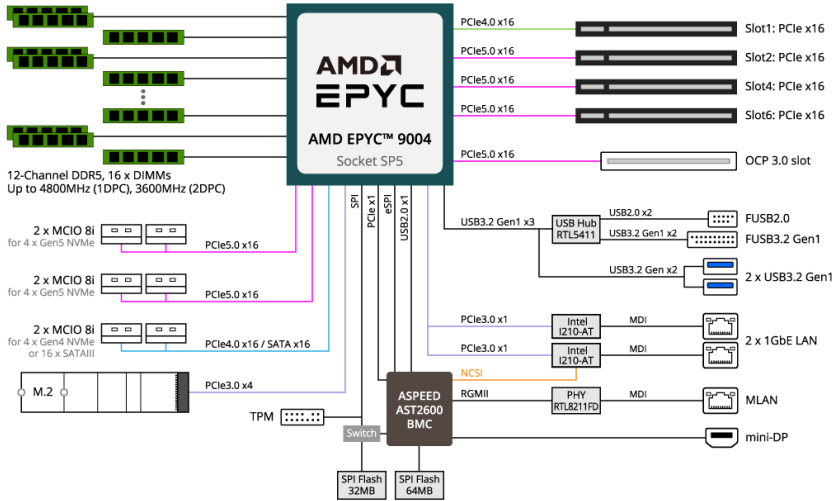 AMD
EPYC
AMD EPYC™ 9004
Socket SP5
12-Channel DDR5, 16 x DIMMs
Up to 4800MHz (1DPC), 3600MHz (2DPC)
PCIe4.0 x16
Slot1: PCIe x16
PCIe5.0 x16
Slot2: PCIe x16
PCIe5.0 x16
Slot4: PCIe x16
PCIe5.0 x16
Slot6: PCIe x16
PCIe5.0 x16
OCP 3.0 slot
SPI
PCIe x1
eSPI
USB2.0 x1
2 x MCIO 8i
for 4 x Gen5 NVMe
PCIe5.0 x16
2 x MCIO 8i
for 4 x Gen5 NVMe
PCIe5.0 x16
2 x MCIO 8i
for 4 x Gen4 NVMe
or 16 x SATAIII
PCIe4.0 x16 / SATA x16
M.2
PCIe3.0 x4
USB3.2 Gen1 x3
USB Hub
RTL5411
USB2.0 x2
FUSB2.0
USB3.2 Gen1 x2
FUSB3.2 Gen1
USB3.2 Gen x2
2 x USB3.2 Gen1
PCIe3.0 x1
Intel
I210-AT
MDI
2 x 1GbE LAN
PCIe3.0 x1
Intel
I210-AT
MDI
NCSI
RGMII
PHY
RTL8211FD
MDI
MLAN
mini-DP
ASPEED
AST2600
BMC
TPM
Switch
SPI Flash
32MB
SPI Flash
64MB